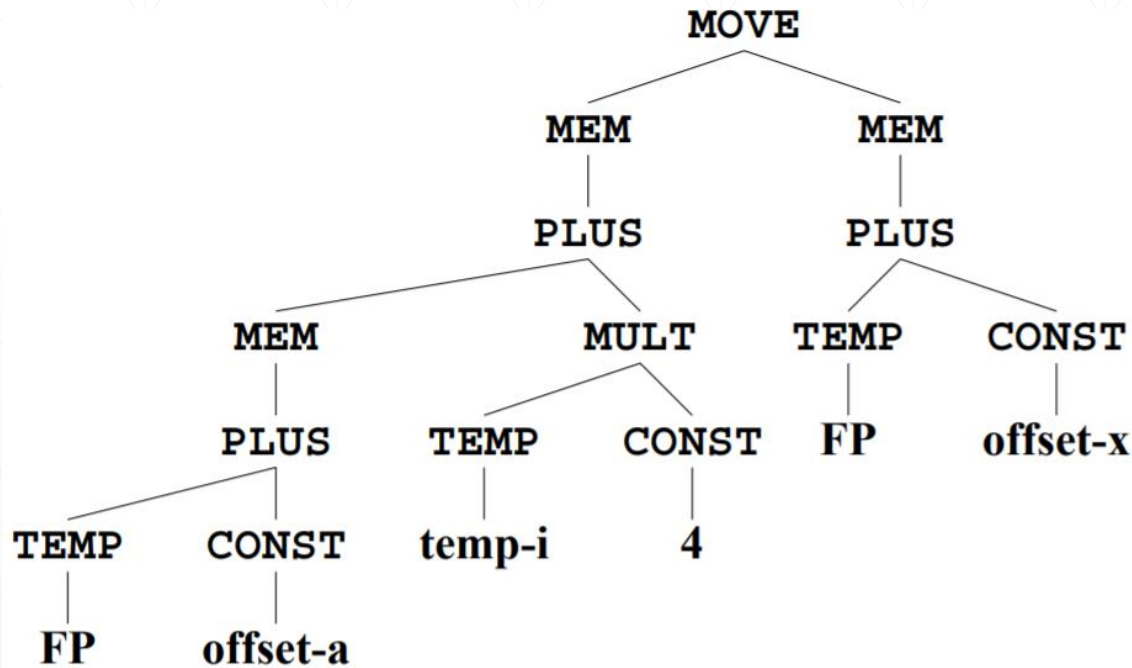 MOVE
MEM MEM
PLUS PLUS
MEM MULT TEMP CONST
PLUS TEMP CONST FP offset-x
TEMP CONST temp-i 4
FP offset-a